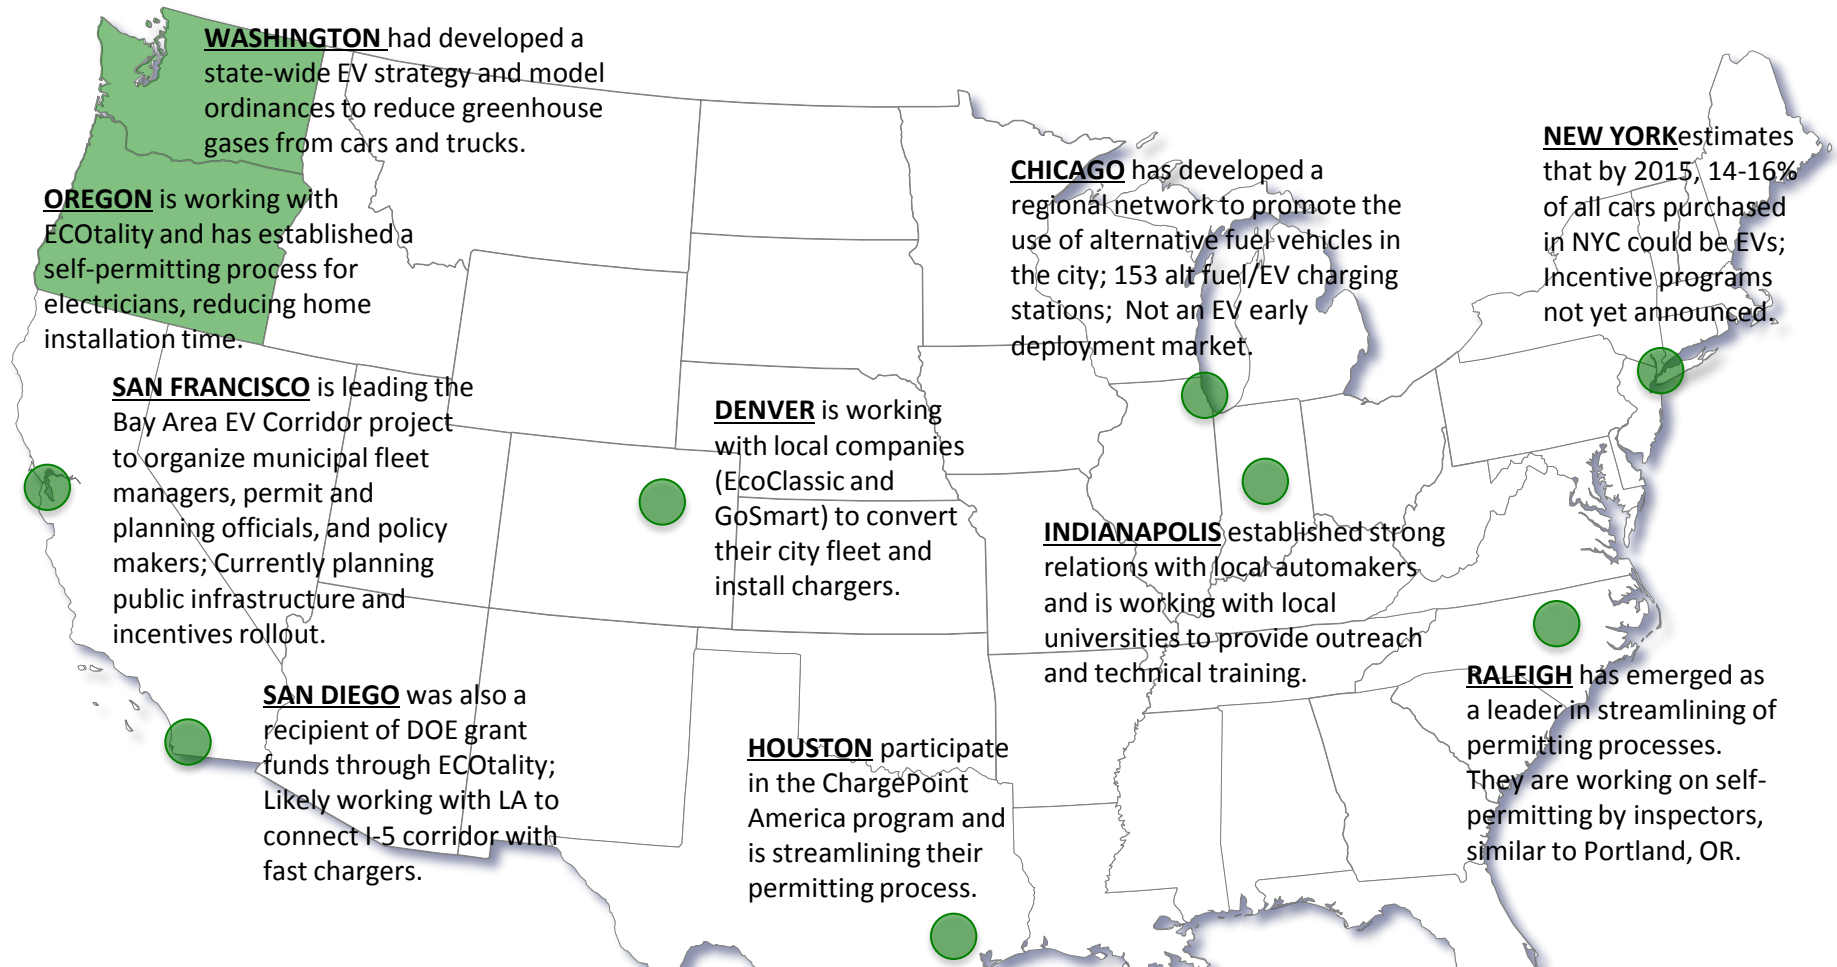 WASHINGTON had developed a
state-wide EV strategy and model
ordinances to reduce greenhouse
gases from cars and trucks.
OREGON is working with
ECOtality and has established a
self-permitting process for
electricians, reducing home
installation time.
SAN FRANCISCO is leading the
Bay Area EV Corridor project
to organize municipal fleet
managers, permit and
planning officials, and policy
makers; Currently planning
public infrastructure and
incentives rollout.
SAN DIEGO was also a
recipient of DOE grant
funds through ECOtality;
Likely working with LA to
connect I-5 corridor with
fast chargers.
DENVER is working
with local companies
(EcoClassic and
GoSmart) to convert
their city fleet and
install chargers.
HOUSTON participate
in the ChargePoint
America program and
is streamlining their
permitting process.
CHICAGO has developed a
regional network to promote the
use of alternative fuel vehicles in
the city; 153 alt fuel/EV charging
stations; Not an EV early
deployment market.
INDIANAPOLIS established strong
relations with local automakers
and is working with local
universities to provide outreach
and technical training.
NEW YORKestimates
that by 2015, 14-16%
of all cars purchased
in NYC could be EVs;
Incentive programs
not yet announced.
RALEIGH has emerged as
a leader in streamlining of
permitting processes.
They are working on self-
permitting by inspectors,
similar to Portland, OR.